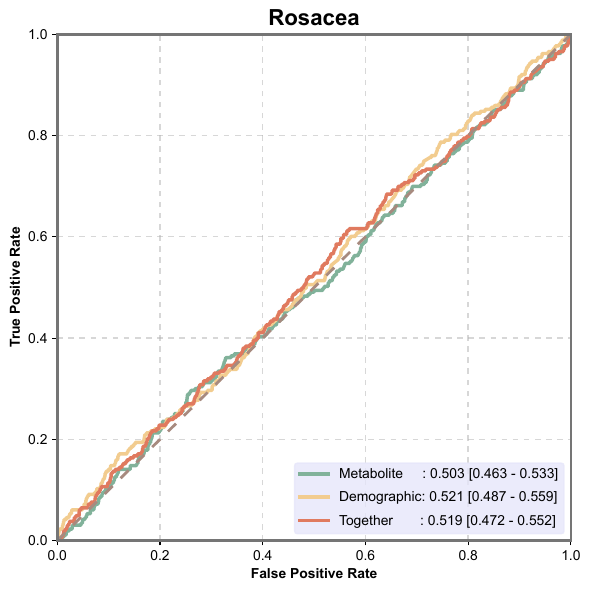 Rosacea
True Positive Rate
1.0
0.8
0.6
0.4
0.2
0.0
Metabolite : 0.503 [0.463 - 0.533]
Demographic: 0.521 [0.487 - 0.559]
Together : 0.519 [0.472 - 0.552]
0.0 0.2 0.4 0.6 0.8 1.0
False Positive Rate